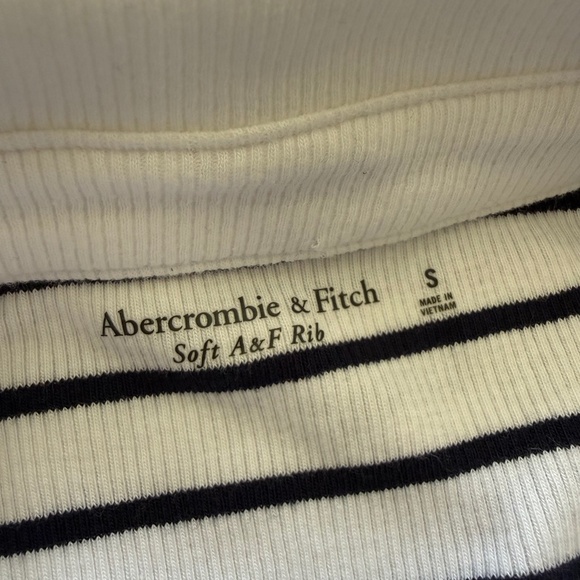 Abercrombie & Fitch
Soft A&F Rib
S
MADE IN
VIETNAM